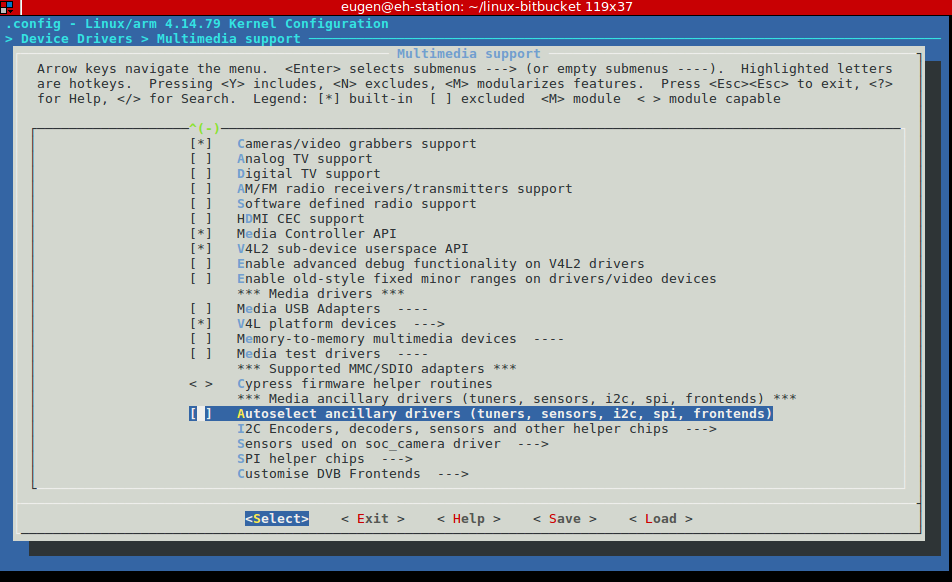 eugen@eh-station: ~/linux-bitbucket 119x37
.config - Linux/arm 4.14.79 Kernel Configuration
> Device Drivers > Multimedia support
Multimedia support
Arrow keys navigate the menu.  <Enter> selects submenus ---> (or empty submenus ----).  Highlighted letters
are hotkeys.  Pressing <Y> includes, <N> excludes, <M> modularizes features.  Press <Esc><Esc> to exit, <?>
for Help, </> for Search.  Legend: [*] built-in  [ ] excluded  <M> module  < > module capable
^(-)
[*]   Cameras/video grabbers support
[ ]   Analog TV support
[ ]   Digital TV support
[ ]   AM/FM radio receivers/transmitters support
[ ]   Software defined radio support
[ ]   HDMI CEC support
[*]   Media Controller API
[*]   V4L2 sub-device userspace API
[ ]   Enable advanced debug functionality on V4L2 drivers
[ ]   Enable old-style fixed minor ranges on drivers/video devices
*** Media drivers ***
[ ]   Media USB Adapters  ----
[*]   V4L platform devices  --->
[ ]   Memory-to-memory multimedia devices  ----
[ ]   Media test drivers  ----
*** Supported MMC/SDIO adapters ***
< >   Cypress firmware helper routines
*** Media ancillary drivers (tuners, sensors, i2c, spi, frontends) ***
[ ]   Autoselect ancillary drivers (tuners, sensors, i2c, spi, frontends)
I2C Encoders, decoders, sensors and other helper chips  --->
Sensors used on soc_camera driver  --->
SPI helper chips  --->
Customise DVB Frontends  --->
<Select>    < Exit >    < Help >    < Save >    < Load >